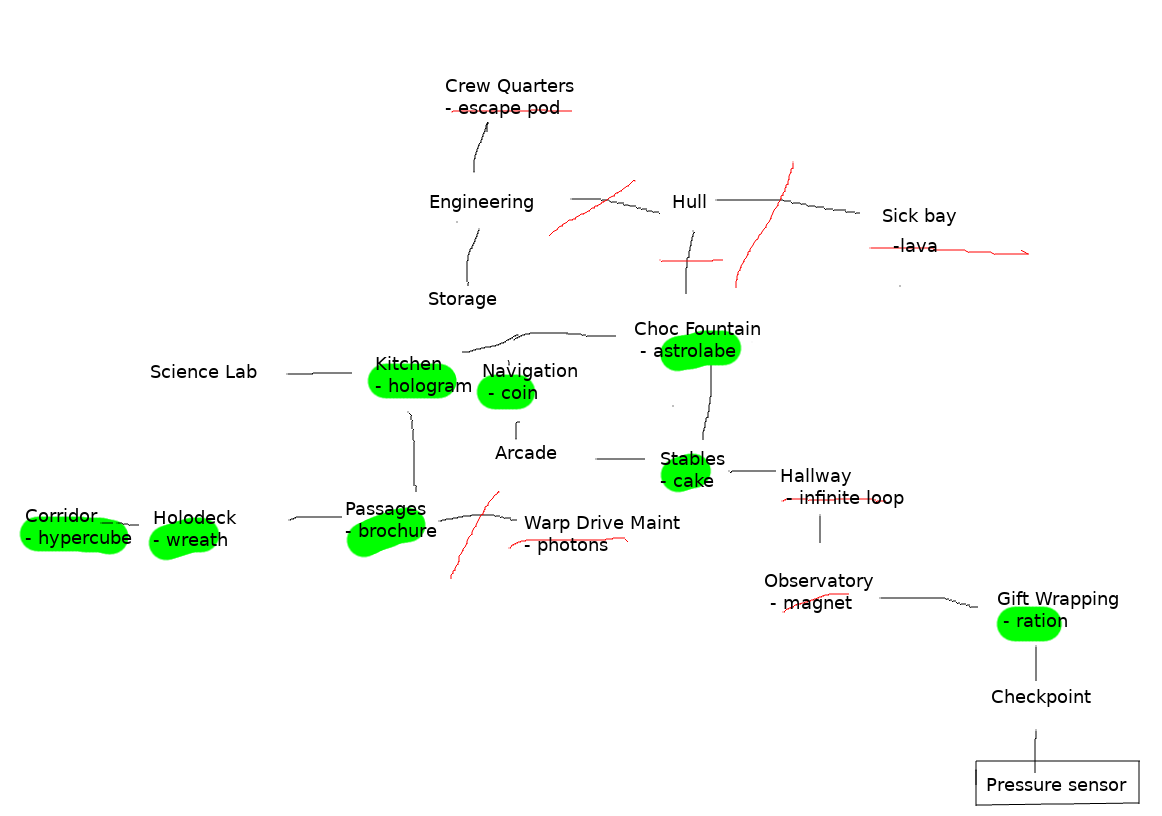 Crew Quarters
- escape pod
Engineering
Hull
Sick bay
-lava
Storage
Choc Fountain
- astrolabe
Science Lab
Kitchen
- hologram
Navigation
- coin
Arcade
Stables
- cake
Hallway
- infinite loop
Corridor
- hypercube
Holodeck
- wreath
Passages
- brochure
Warp Drive Maint
- photons
Observatory
- magnet
Gift Wrapping
- ration
Checkpoint
Pressure sensor